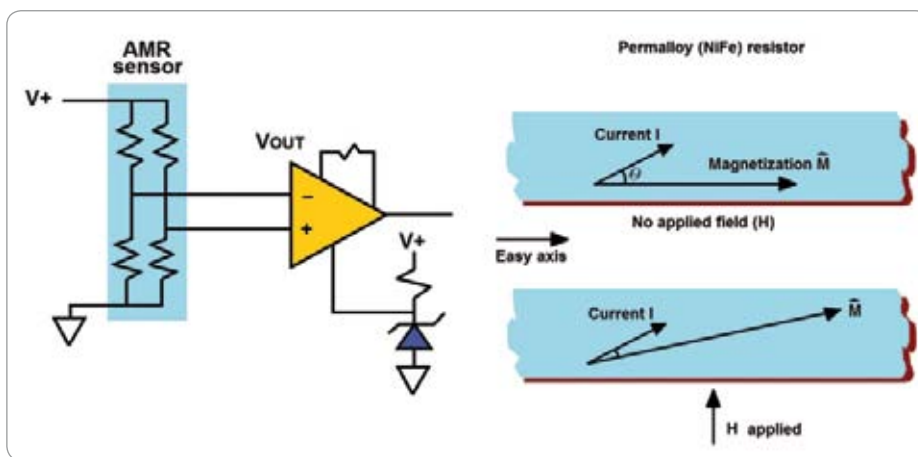 AMR
sensor
V+
VOUT
−
+
V+
Permalloy (NiFe) resistor
Current I
Θ
Magnetization M̂
No applied field (H)
Easy axis
Current I
M̂
H applied